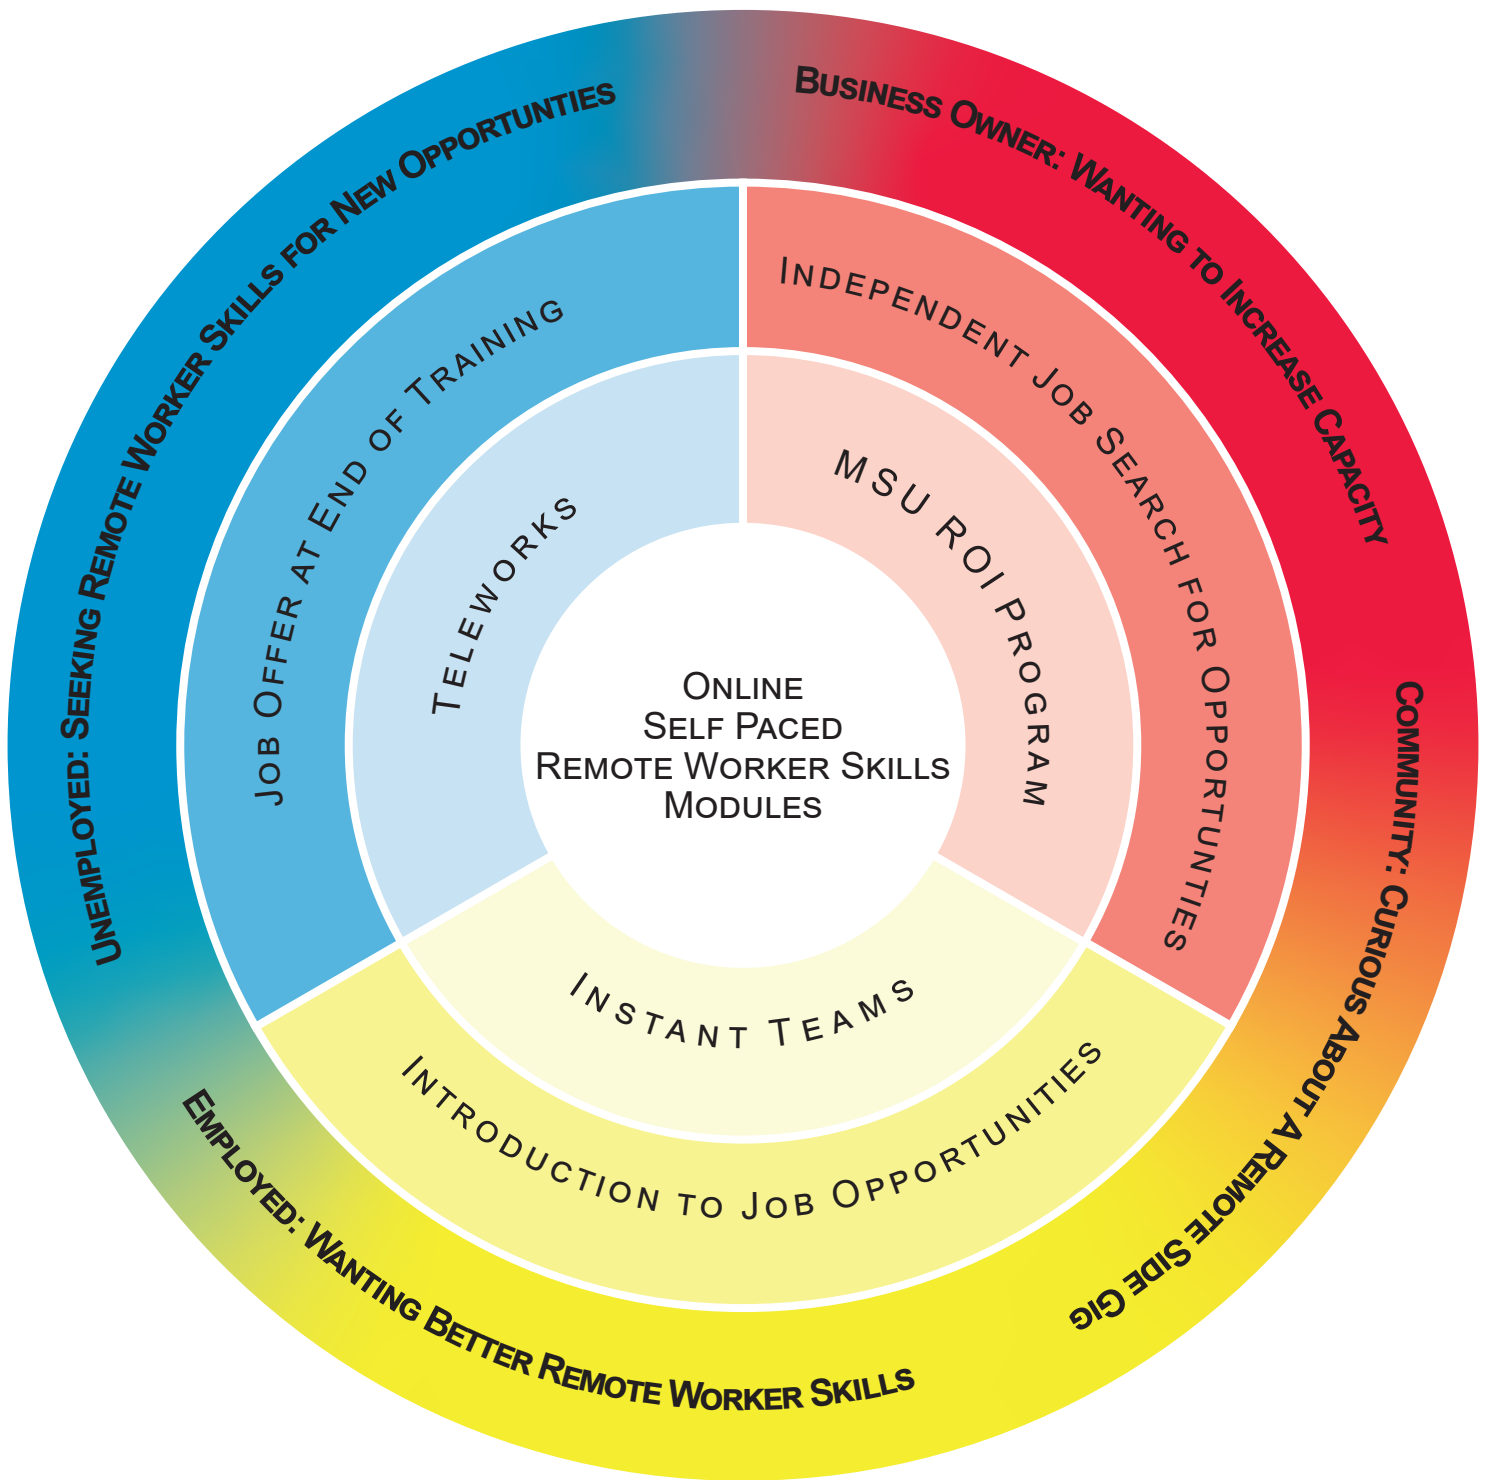 Unemployed: Seeking Remote Worker Skills for New Opportunties
Business Owner: Wanting to Increase Capacity
Community: Curious About A Remote Side Gig
Employed: Wanting Better Remote Worker Skills
Job Offer at End of Training
Independent Job Search for Opportunties
Introduction to Job Opportunities
Teleworks
MSU ROI Program
Instant Teams
Online
Self Paced
Remote Worker Skills
Modules